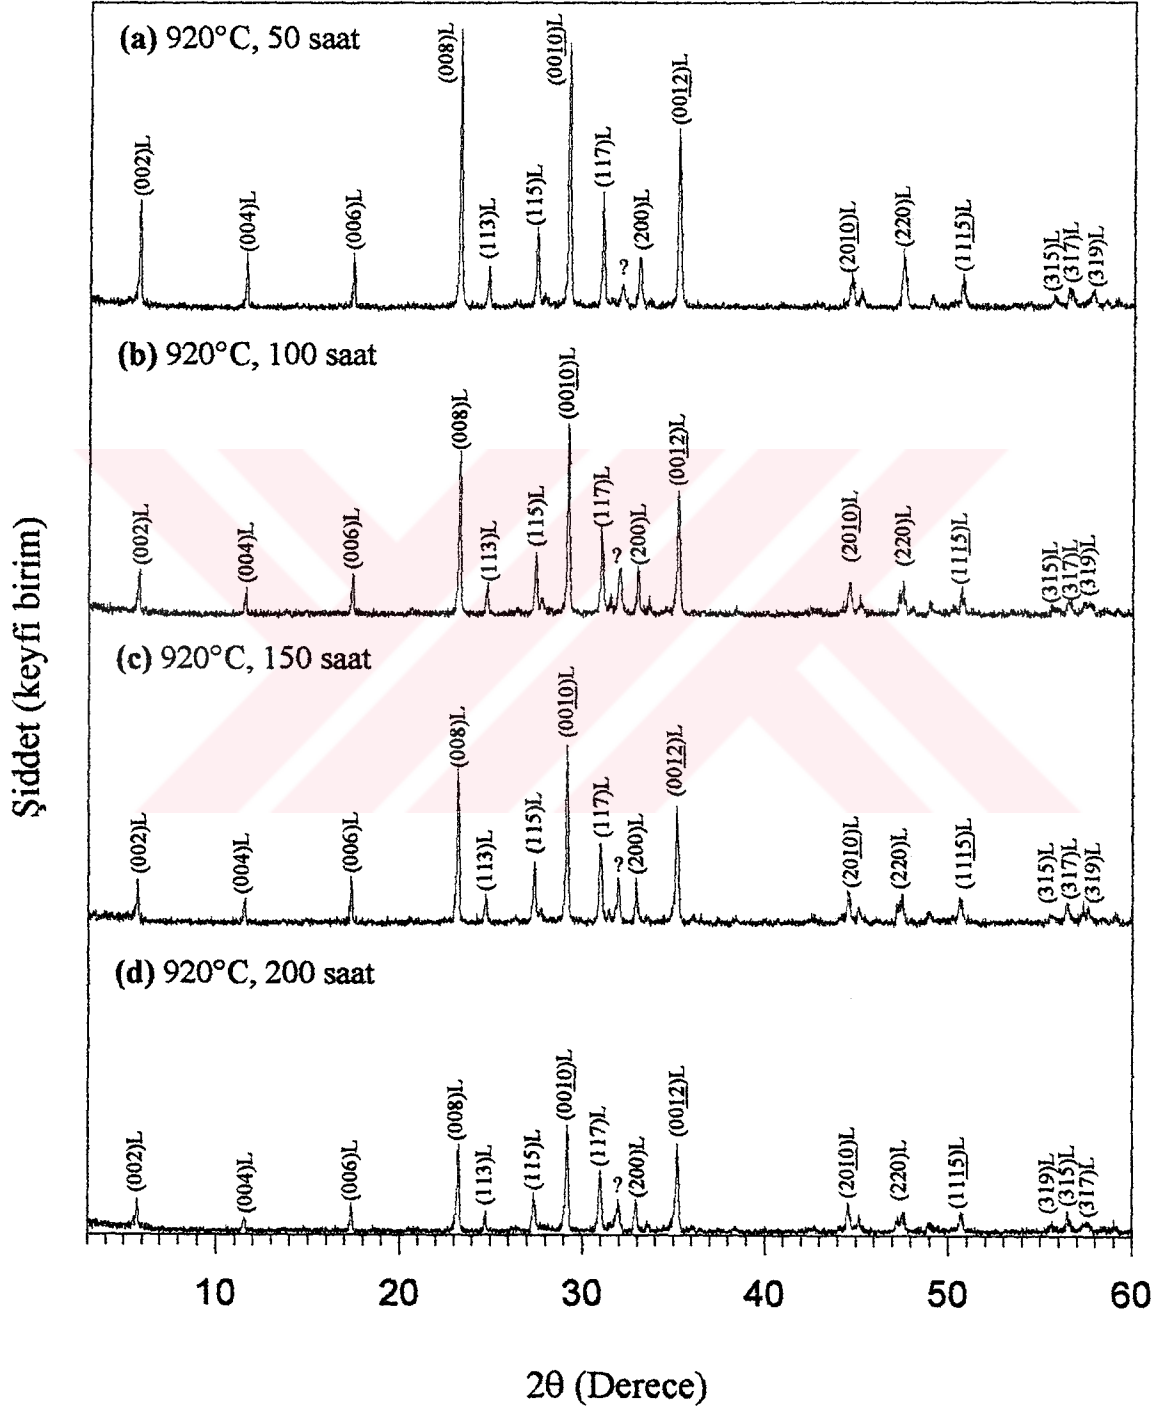 (a) 920°C, 50 saat
(002)L
(004)L
(006)L
(008)L
(113)L
(115)L
(0010)L
(117)L
?
(200)L
(0012)L
(2010)L
(220)L
(1115)L
(315)L
(317)L
(319)L
(b) 920°C, 100 saat
(002)L
(004)L
(006)L
(008)L
(113)L
(115)L
(0010)L
(117)L
?
(200)L
(0012)L
(2010)L
(220)L
(1115)L
(315)L
(317)L
(319)L
(c) 920°C, 150 saat
(002)L
(004)L
(006)L
(008)L
(113)L
(115)L
(0010)L
(117)L
?
(200)L
(0012)L
(2010)L
(220)L
(1115)L
(315)L
(317)L
(319)L
(d) 920°C, 200 saat
(002)L
(004)L
(006)L
(008)L
(113)L
(115)L
(0010)L
(117)L
?
(200)L
(0012)L
(2010)L
(220)L
(1115)L
(319)L
(315)L
(317)L
Şiddet (keyfi birim)
10 20 30 40 50 60
2θ (Derece)